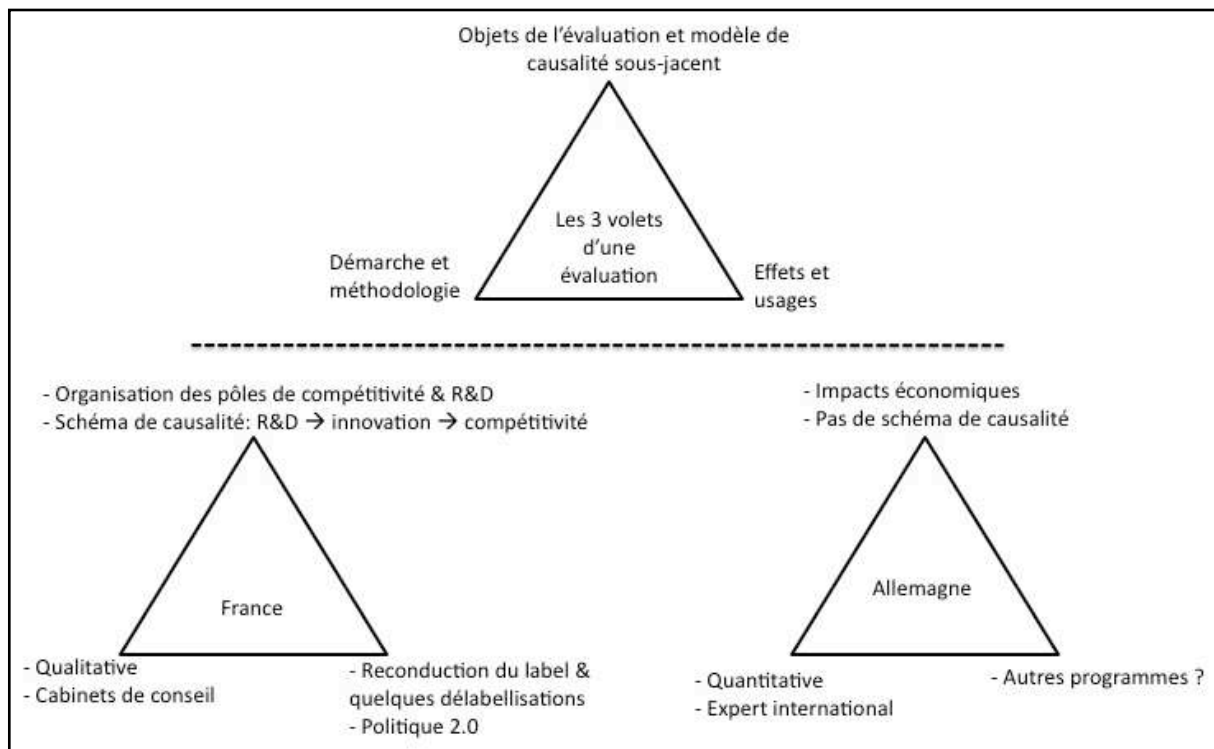 Objets de l'évaluation et modèle de
causalité sous-jacent
Les 3 volets
d'une
évaluation
Démarche et
méthodologie
Effets et
usages
- Organisation des pôles de compétitivité & R&D
- Schéma de causalité: R&D → innovation → compétitivité
France
- Qualitative
- Cabinets de conseil
- Reconduction du label &
quelques délabellisations
- Politique 2.0
- Impacts économiques
- Pas de schéma de causalité
Allemagne
- Quantitative
- Expert international
- Autres programmes ?